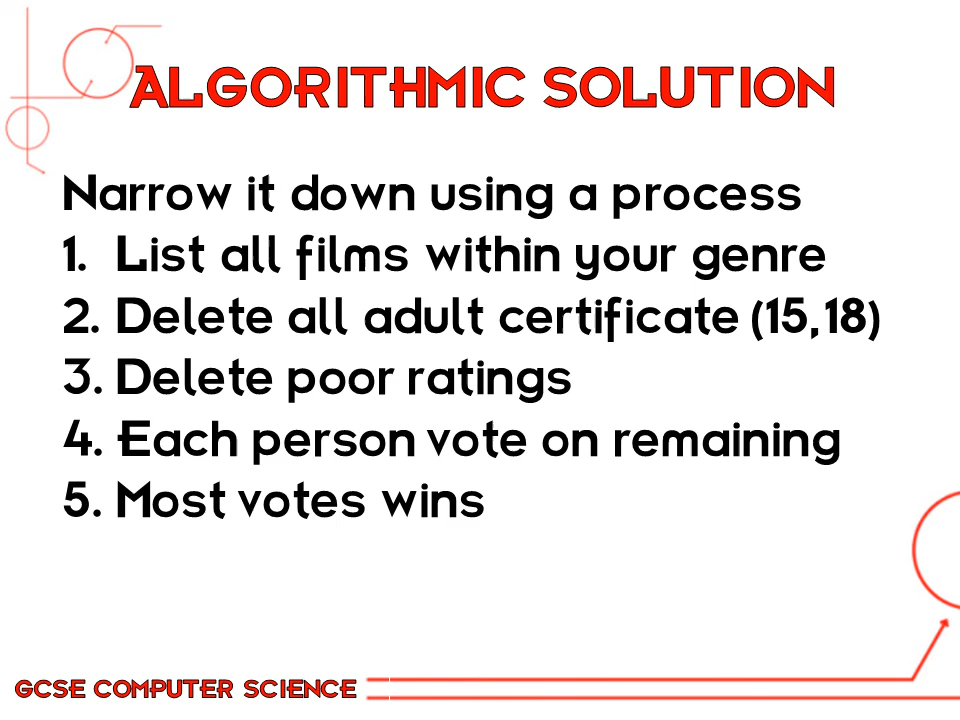 ALGORITHMIC SOLUTION
Narrow it down using a process
1. List all films within your genre
2. Delete all adult certificate (15,18)
3. Delete poor ratings
4. Each person vote on remaining
5. Most votes wins
GCSE COMPUTER SCIENCE